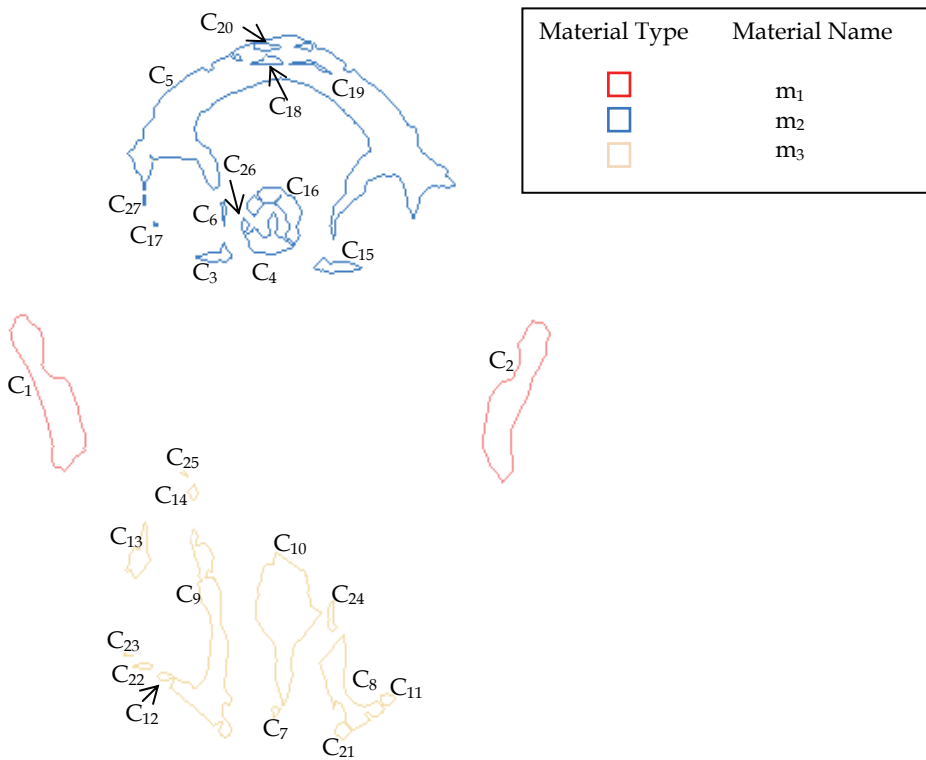 C₂₀
Material Type Material Name
C₅
C₁₉
m₁
C₁₈
m₂
m₃
C₂₆
C₁₆
C₂₇
C₆
C₁₇
C₁₅
C₃
C₄
C₂
C₁
C₂₅
C₁₄
C₁₃
C₁₀
C₉
C₂₄
C₂₃
C₂₂
C₈
C₁₁
C₁₂
C₇
C₂₁